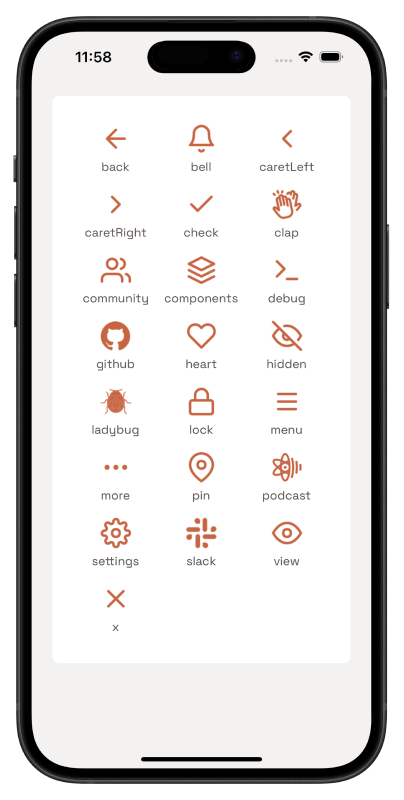 11:58
back bell caretLeft
caretRight check clap
community components debug
github heart hidden
ladybug lock menu
more pin podcast
settings slack view
x